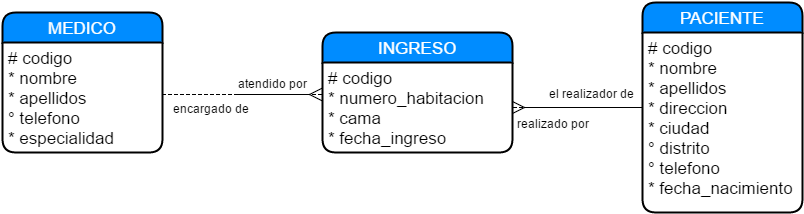 MEDICO
# codigo
* nombre
* apellidos
° telefono
* especialidad
atendido por
encargado de
INGRESO
# codigo
* numero_habitacion
* cama
* fecha_ingreso
el realizador de
realizado por
PACIENTE
# codigo
* nombre
* apellidos
* direccion
* ciudad
° distrito
° telefono
* fecha_nacimiento